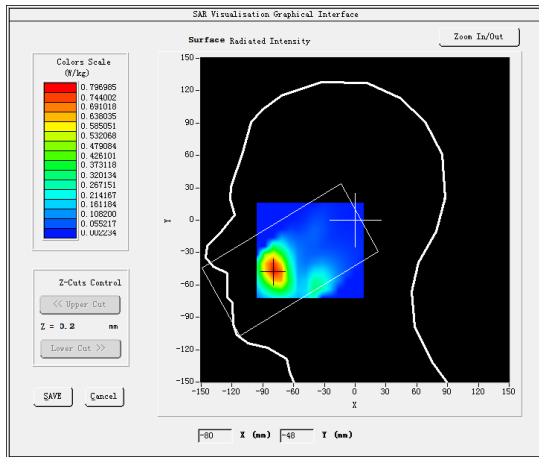 SAR Visualisation Graphical Interface
Surface Radiated Intensity
Zoom In/Out
Colors Scale
(W/kg)
0.796985
0.744002
0.691018
0.638035
0.585051
0.532068
0.479084
0.426101
0.373118
0.320134
0.267151
0.214167
0.161184
0.108200
0.055217
0.002234
Z-Cuts Control
<< Upper Cut
Z = 0.2 mm
Lower Cut >>
SAVE Cancel
150
120
90
60
30
0
-30
-60
-90
-120
-150
Y
-150 -120 -90 -60 -30 0 30 60 90 120 150
X
-80 X (mm) -48 Y (mm)